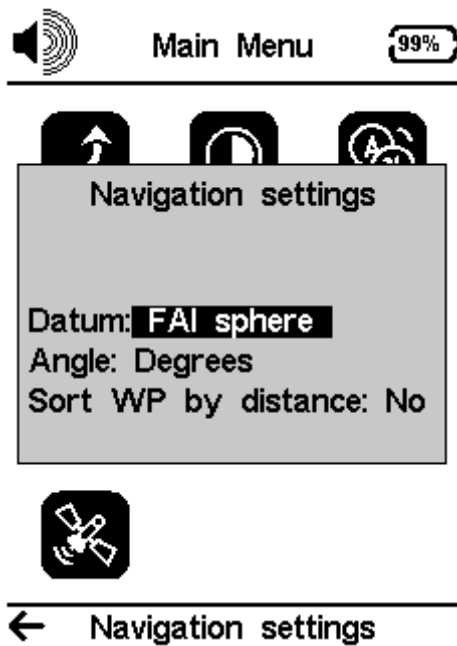 Main Menu
99%
Navigation settings
Datum: FAI sphere
Angle: Degrees
Sort WP by distance: No
Navigation settings